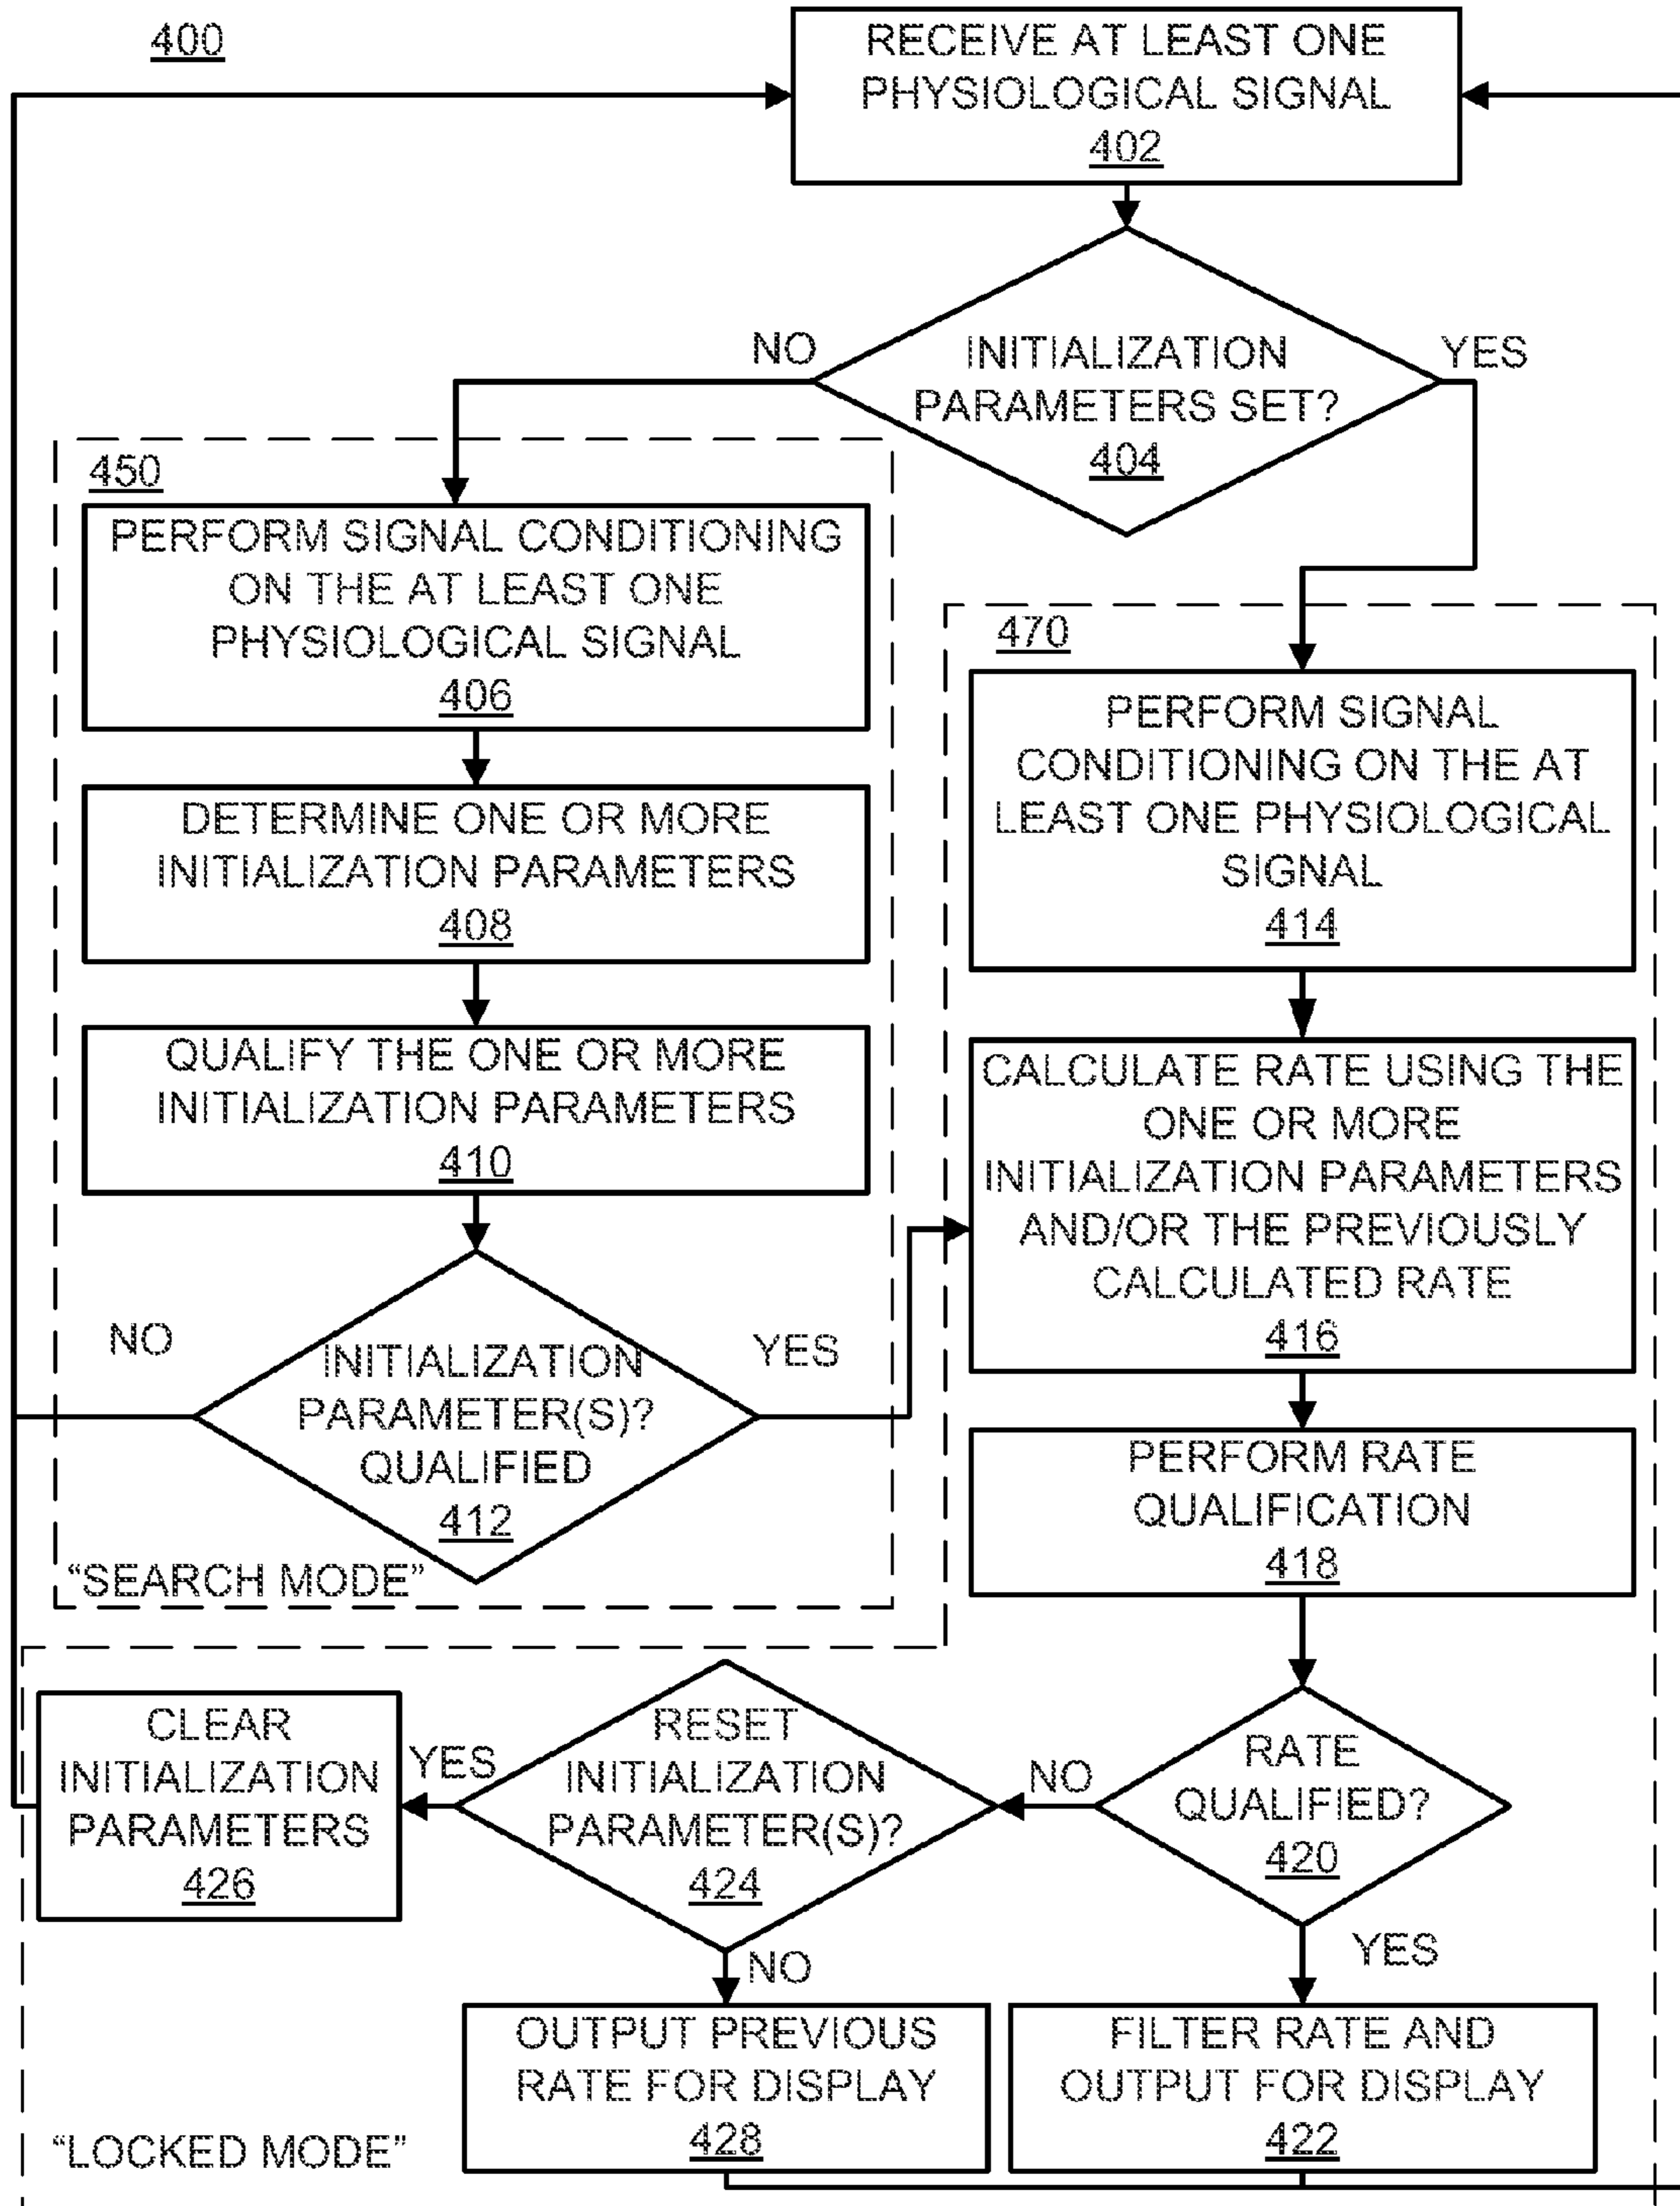 400
RECEIVE AT LEAST ONE
PHYSIOLOGICAL SIGNAL
402
NO
INITIALIZATION
PARAMETERS SET?
404
YES
450
PERFORM SIGNAL CONDITIONING
ON THE AT LEAST ONE
PHYSIOLOGICAL SIGNAL
406
DETERMINE ONE OR MORE
INITIALIZATION PARAMETERS
408
QUALIFY THE ONE OR MORE
INITIALIZATION PARAMETERS
410
NO
INITIALIZATION
PARAMETER(S)?
QUALIFIED
412
YES
"SEARCH MODE"
470
PERFORM SIGNAL
CONDITIONING ON THE AT
LEAST ONE PHYSIOLOGICAL
SIGNAL
414
CALCULATE RATE USING THE
ONE OR MORE
INITIALIZATION PARAMETERS
AND/OR THE PREVIOUSLY
CALCULATED RATE
416
PERFORM RATE
QUALIFICATION
418
RATE
QUALIFIED?
420
NO
YES
RESET
INITIALIZATION
PARAMETER(S)?
424
YES
NO
CLEAR
INITIALIZATION
PARAMETERS
426
OUTPUT PREVIOUS
RATE FOR DISPLAY
428
FILTER RATE AND
OUTPUT FOR DISPLAY
422
"LOCKED MODE"